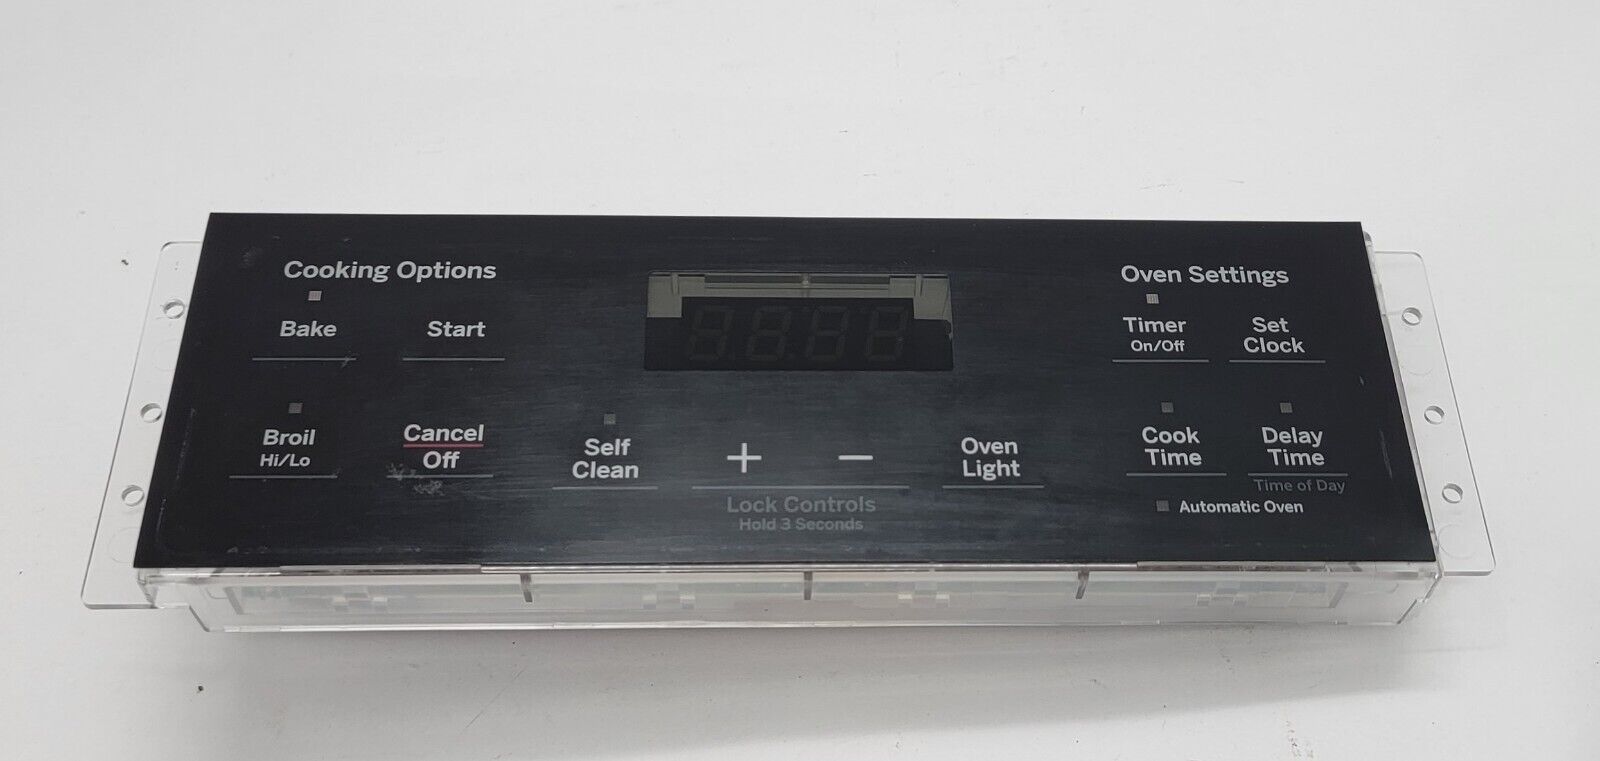 Cooking Options
Bake
Start
Broil
Hi/Lo
Cancel
Off
Self
Clean
+ −
Lock Controls
Hold 3 Seconds
Oven
Light
Oven Settings
Timer
On/Off
Set
Clock
Cook
Time
Delay
Time
Time of Day
Automatic Oven